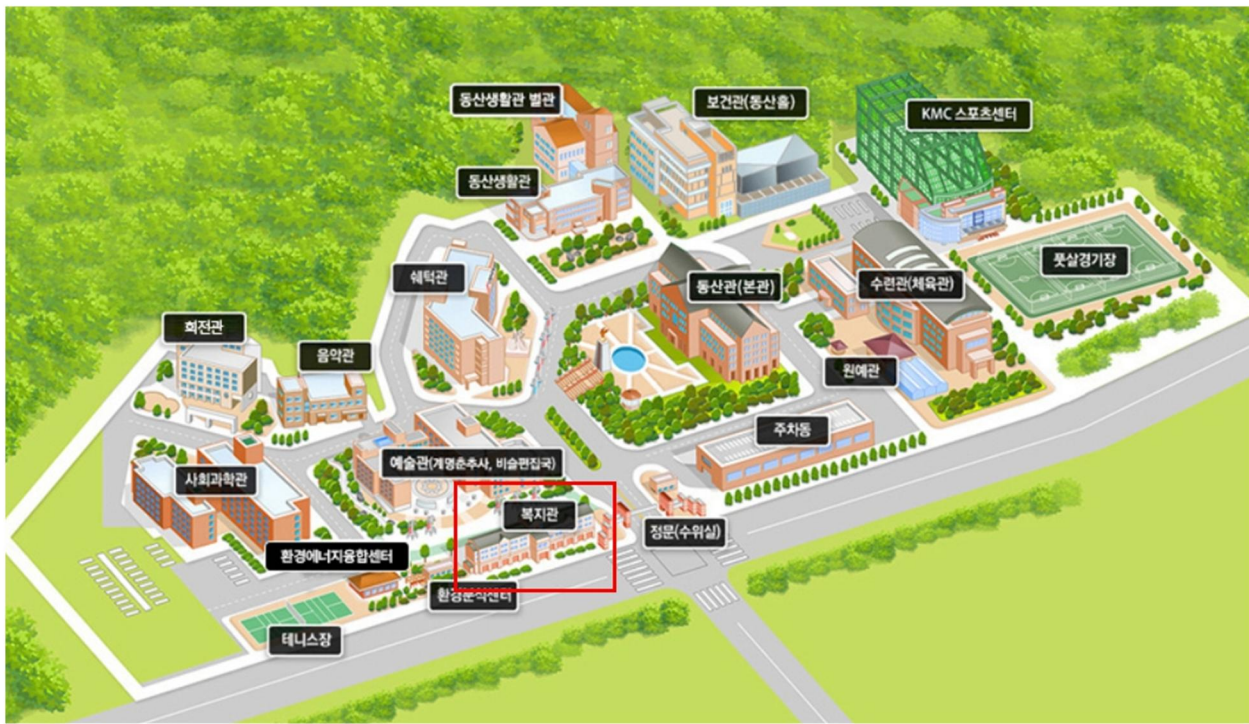 동산생활관 별관
보건관(동산홀)
KMC 스포츠센터
동산생활관
쉐턱관
동산관(본관)
수련관(체육관)
풋살경기장
회전관
음악관
원예관
주차동
예술관(계명춘추사, 비슬편집국)
사회과학관
복지관
정문(수위실)
환경에너지융합센터
환경분석센터
테니스장